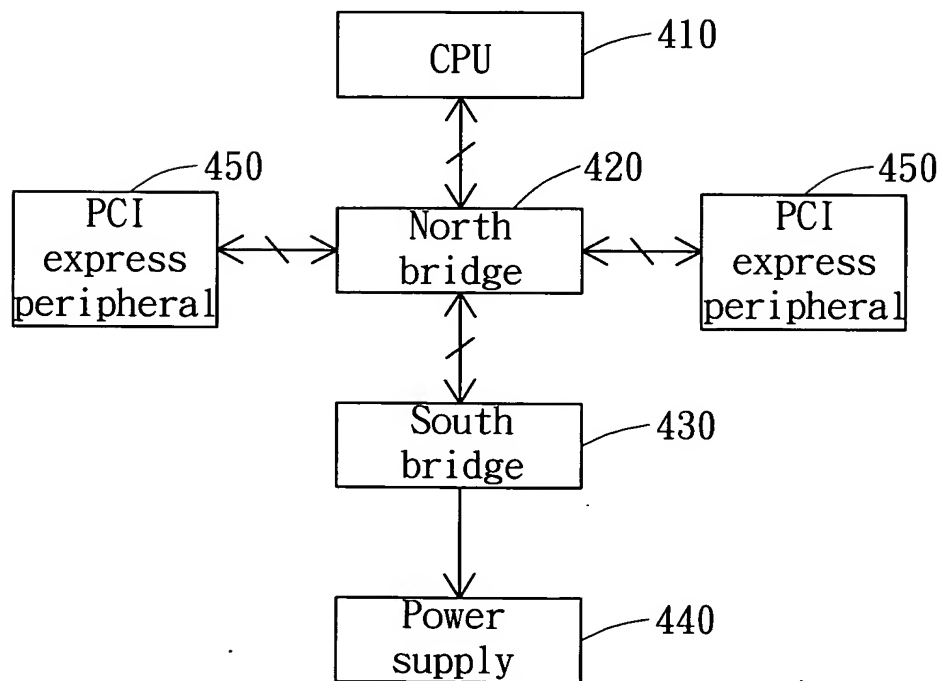 CPU
410
450
PCI
express
peripheral
North
bridge
420
450
PCI
express
peripheral
South
bridge
430
Power
supply
440